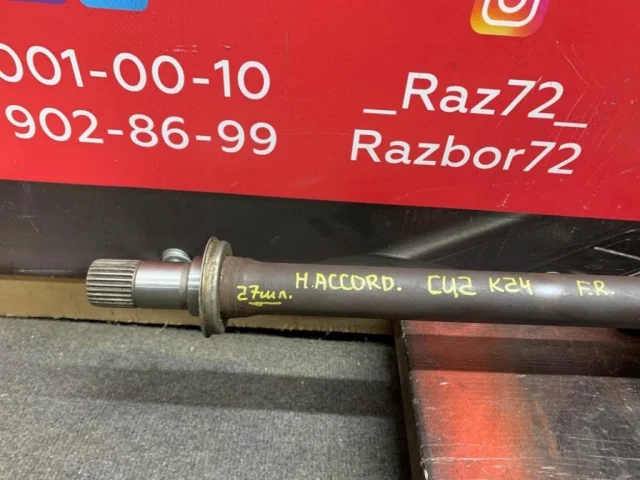 001-00-10
902-86-99
_Raz72_
Razbor72
27шл. H.ACCORD. CU2 K24 F.R.